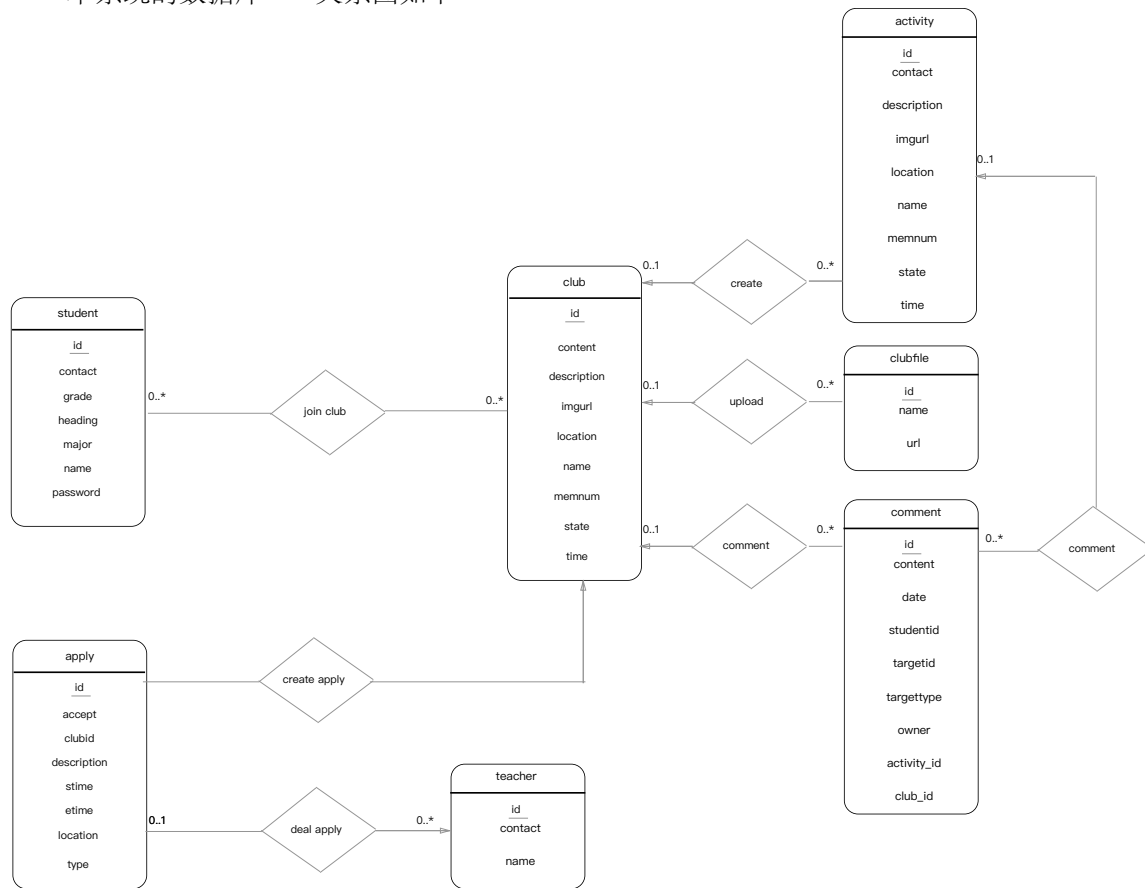 activity
id
contact
description
imgurl
location
name
memnum
state
time
0..1
club
id
content
description
imgurl
location
name
memnum
state
time
0..1
create
0..*
student
id
contact
grade
heading
major
name
password
0..*
join club
0..*
clubfile
id
name
url
0..1
upload
0..*
comment
id
content
date
studentid
targetid
targettype
owner
activity_id
club_id
0..1
comment
0..*
0..*
comment
apply
id
accept
clubid
description
stime
etime
location
type
create apply
0..1
deal apply
0..*
teacher
id
contact
name